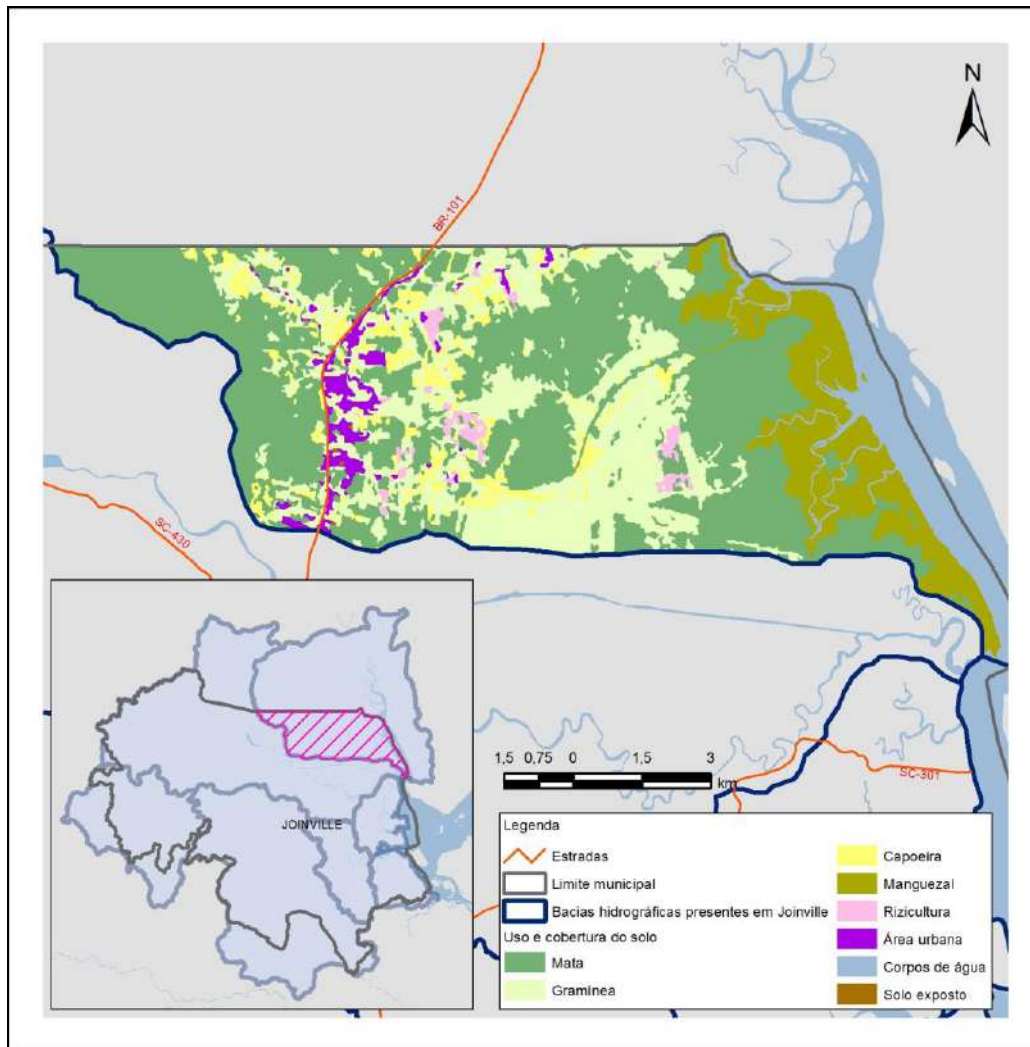 N
BR-101
SC-430
JOINVILLE
1,5 0,75 0 1,5 3
km
SC-301
Legenda
Estradas
Limite municipal
Bacias hidrográficas presentes em Joinville
Uso e cobertura do solo
Mata
Gramínea
Capoeira
Manguezal
Rizicultura
Área urbana
Corpos de água
Solo exposto